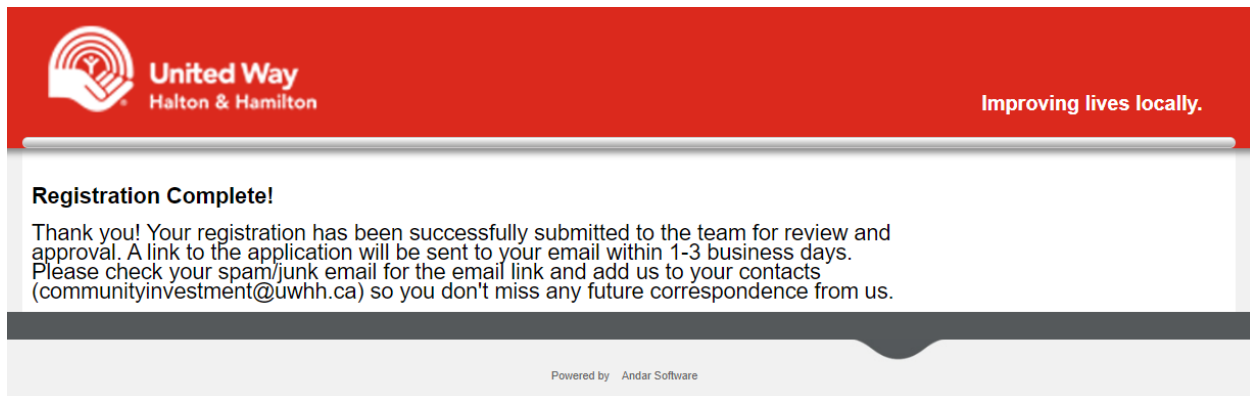 United Way
Halton & Hamilton
Improving lives locally.
Registration Complete!
Thank you! Your registration has been successfully submitted to the team for review and
approval. A link to the application will be sent to your email within 1-3 business days.
Please check your spam/junk email for the email link and add us to your contacts
(communityinvestment@uwhh.ca) so you don't miss any future correspondence from us.
Powered by Andar Software